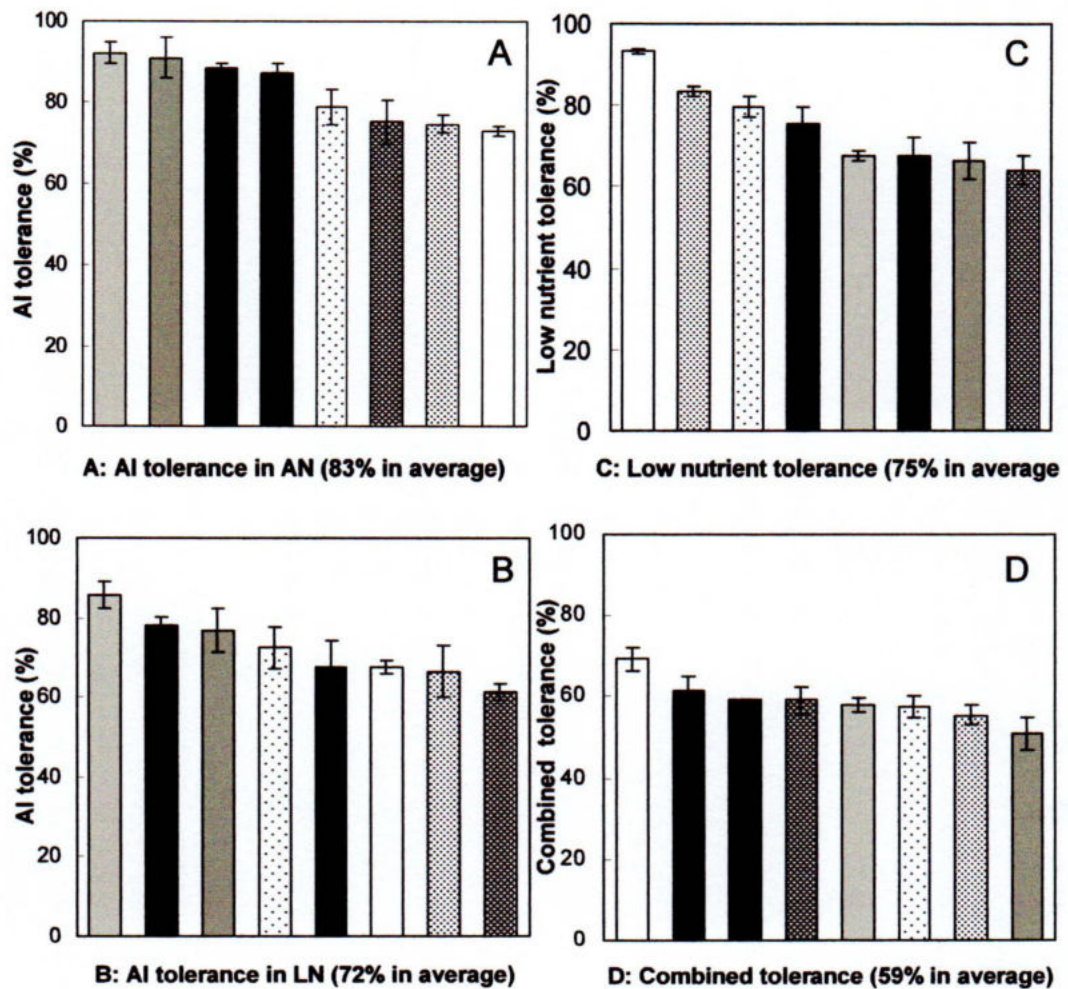 100
80
60
40
20
0
Al tolerance (%)
A
A: Al tolerance in AN (83% in average)
100
80
60
40
20
0
Low nutrient tolerance (%)
C
C: Low nutrient tolerance (75% in average
100
80
60
40
20
0
Al tolerance (%)
B
B: Al tolerance in LN (72% in average)
100
80
60
40
20
0
Combined tolerance (%)
D
D: Combined tolerance (59% in average)